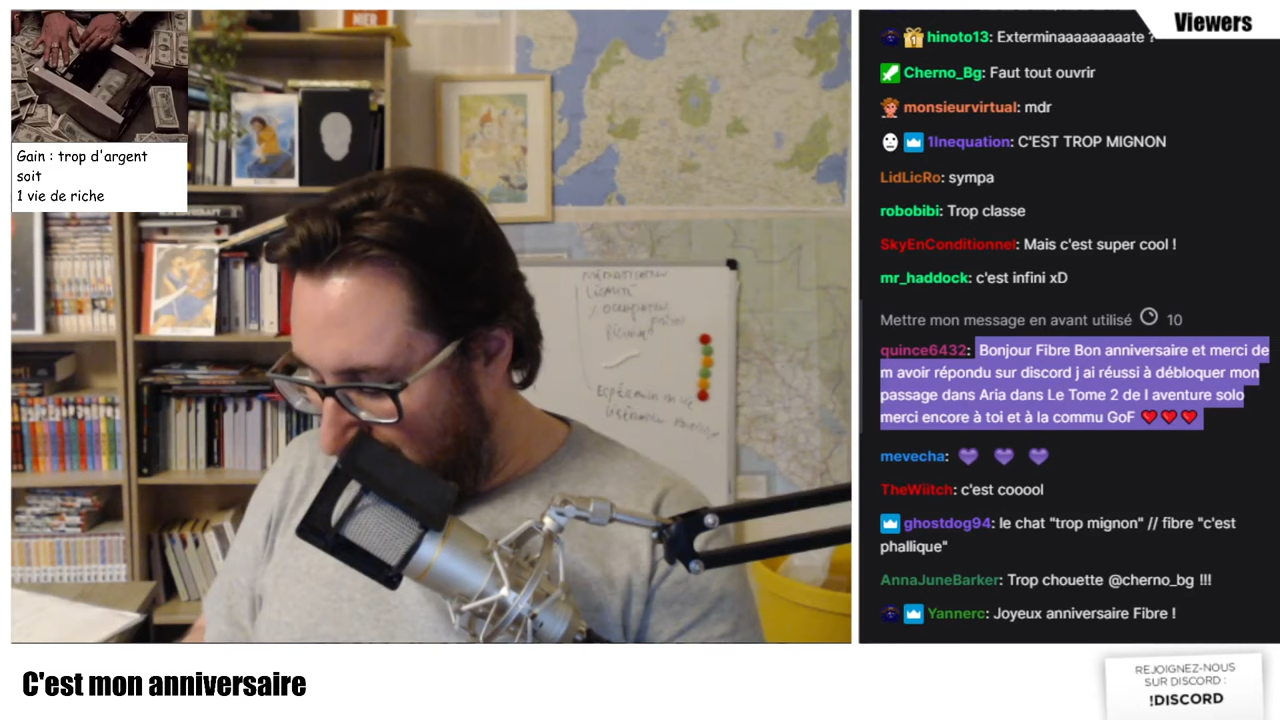 Viewers
HIER
hinoto13: Exterminaaaaaaaaate ?
Cherno_Bg: Faut tout ouvrir
monsieurvirtual: mdr
1Inequation: C'EST TROP MIGNON
LidLicRo: sympa
robobibi: Trop classe
SkyEnConditionnel: Mais c'est super cool !
mr_haddock: c'est infini xD
Mettre mon message en avant utilisé 10
quince6432: Bonjour Fibre Bon anniversaire et merci de
m avoir répondu sur discord j ai réussi à débloquer mon
passage dans Aria dans Le Tome 2 de l aventure solo
merci encore à toi et à la commu GoF ❤️❤️❤️
mevecha: 💜 💜 💜
TheWiitch: c'est cooool
ghostdog94: le chat "trop mignon" // fibre "c'est
phallique"
AnnaJuneBarker: Trop chouette @cherno_bg !!!
Yannerc: Joyeux anniversaire Fibre !
Gain : trop d'argent
soit
1 vie de riche
C'est mon anniversaire
REJOIGNEZ-NOUS
SUR DISCORD :
!DISCORD